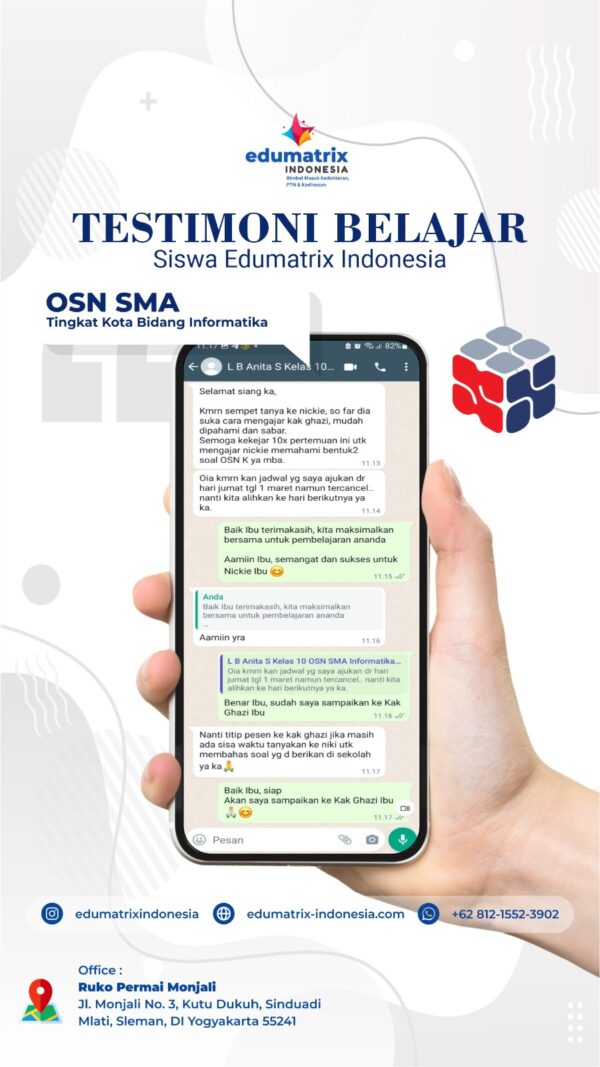 edumatrix
INDONESIA
Bimbel Masuk Kedokteran,
PTN & Kedinasan
TESTIMONI BELAJAR
Siswa Edumatrix Indonesia
OSN SMA
Tingkat Kota Bidang Informatika
11.17
82%
L B Anita S Kelas 10...
Selamat siang ka,
Kmrn sempet tanya ke nickie, so far dia
suka cara mengajar kak ghazi, mudah
dipahami dan sabar.
Semoga kekejar 10x pertemuan ini utk
mengajar nickie memahami bentuk2
soal OSN K ya mba.
11.13
Oia kmrn kan jadwal yg saya ajukan dr
hari jumat tgl 1 maret namun tercancel..
nanti kita alihkan ke hari berikutnya ya
ka.
11.14
Baik Ibu terimakasih, kita maksimalkan
bersama untuk pembelajaran ananda
Aamiin Ibu, semangat dan sukses untuk
Nickie Ibu 😊
11.15
Anda
Baik Ibu terimakasih, kita maksimalkan
bersama untuk pembelajaran ananda
...
Aamiin yra
11.16
L B Anita S Kelas 10 OSN SMA Informatika...
Oia kmrn kan jadwal yg saya ajukan dr hari
jumat tgl 1 maret namun tercancel.. nanti kita
alihkan ke hari berikutnya ya ka.
Benar Ibu, sudah saya sampaikan ke Kak
Ghazi Ibu
11.16
Nanti titip pesen ke kak ghazi jika masih
ada sisa waktu tanyakan ke niki utk
membahas soal yg d berikan di sekolah
ya ka🙏
11.17
Baik Ibu, siap
Akan saya sampaikan ke Kak Ghazi Ibu
🙏😊
11.17
Pesan
edumatrixindonesia
edumatrix-indonesia.com
+62 812-1552-3902
Office :
Ruko Permai Monjali
Jl. Monjali No. 3, Kutu Dukuh, Sinduadi
Mlati, Sleman, DI Yogyakarta 55241